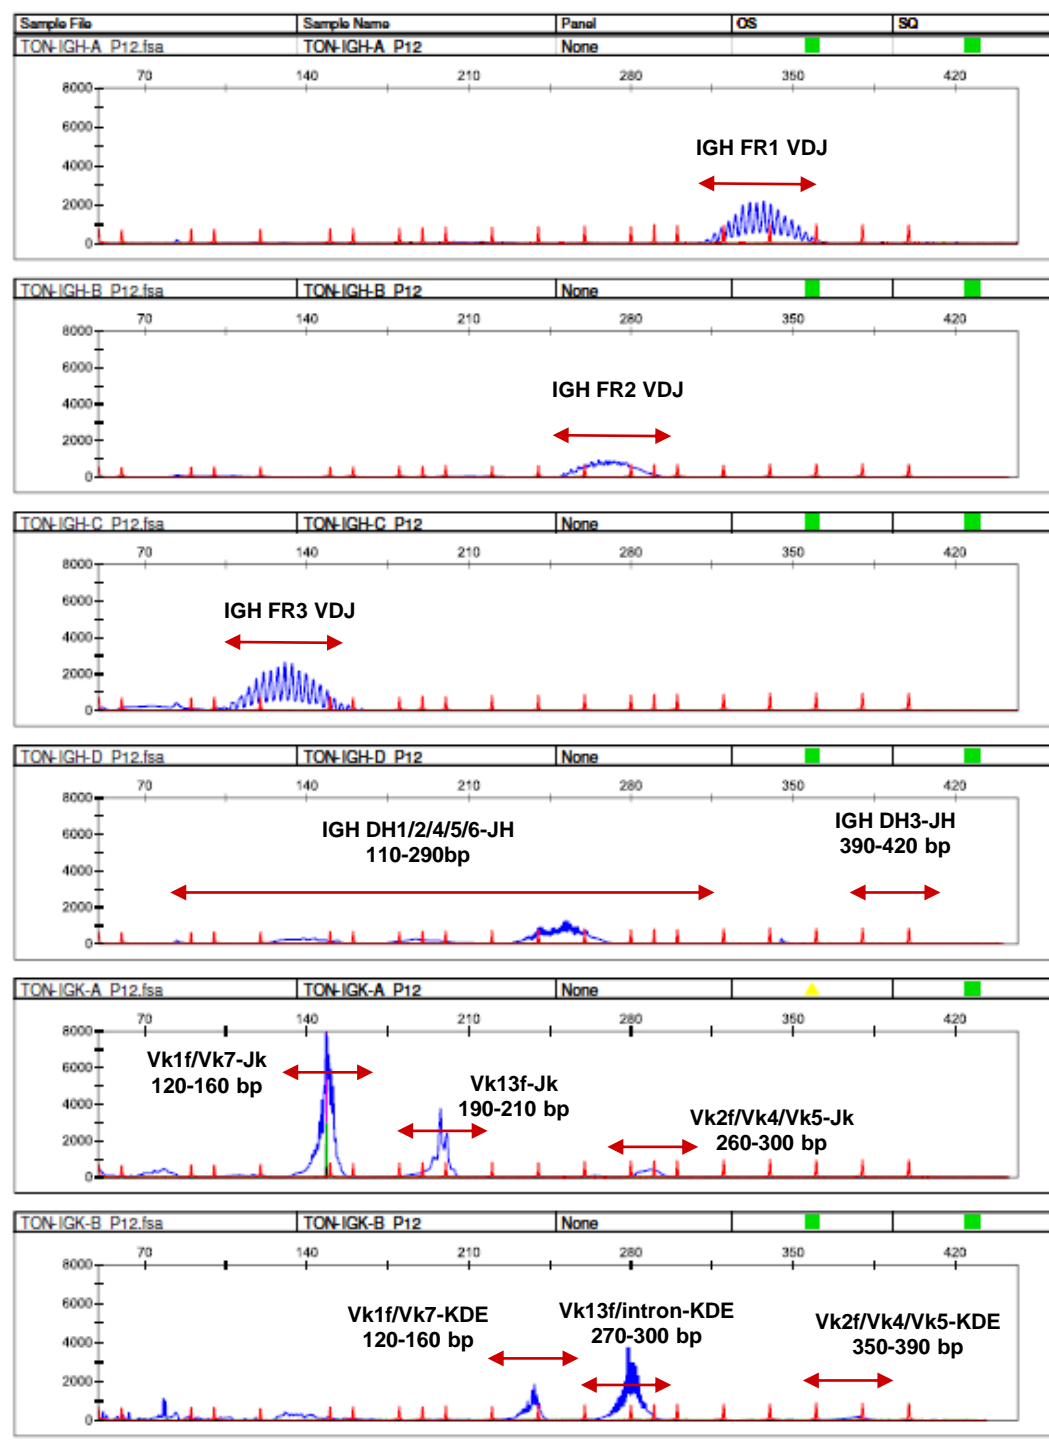 Sample File Sample Name Panel OS SQ
TON-IGH-A_P12.fsa TON-IGH-A_P12 None
70 140 210 280 350 420
8000
6000
IGH FR1 VDJ
4000
2000
0
TON-IGH-B_P12.fsa TON-IGH-B_P12 None
70 140 210 280 350 420
8000
6000
IGH FR2 VDJ
4000
2000
0
TON-IGH-C_P12.fsa TON-IGH-C_P12 None
70 140 210 280 350 420
8000
6000
IGH FR3 VDJ
4000
2000
0
TON-IGH-D_P12.fsa TON-IGH-D_P12 None
70 140 210 280 350 420
8000
IGH DH1/2/4/5/6-JH IGH DH3-JH
6000
110-290bp 390-420 bp
4000
2000
0
TON-IGK-A_P12.fsa TON-IGK-A_P12 None
70 140 210 280 350 420
8000
Vk1f/Vk7-Jk
6000
120-160 bp
Vk13f-Jk
190-210 bp
4000
Vk2f/Vk4/Vk5-Jk
260-300 bp
2000
0
TON-IGK-B_P12.fsa TON-IGK-B_P12 None
70 140 210 280 350 420
8000
6000
Vk1f/Vk7-KDE Vk13f/intron-KDE Vk2f/Vk4/Vk5-KDE
120-160 bp 270-300 bp 350-390 bp
4000
2000
0